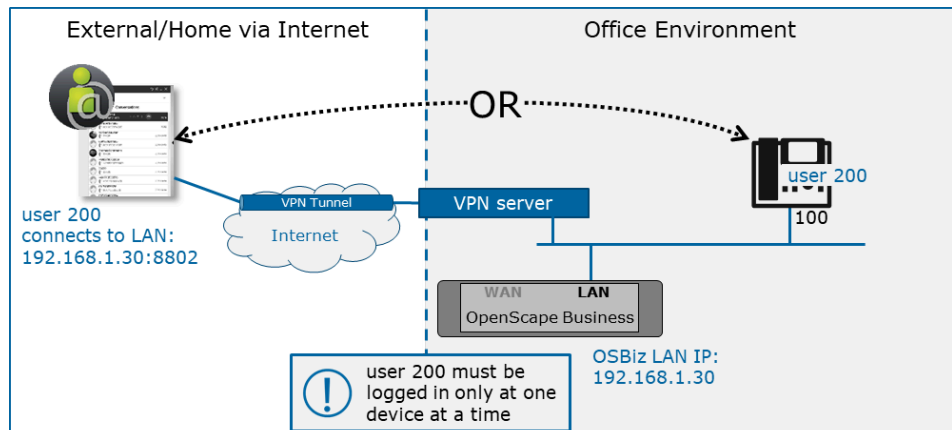 External/Home via Internet
Office Environment
@
OR
VPN Tunnel
VPN server
Internet
user 200
connects to LAN:
192.168.1.30:8802
user 200
100
WAN LAN
OpenScape Business
OSBiz LAN IP:
192.168.1.30
!
user 200 must be
logged in only at one
device at a time